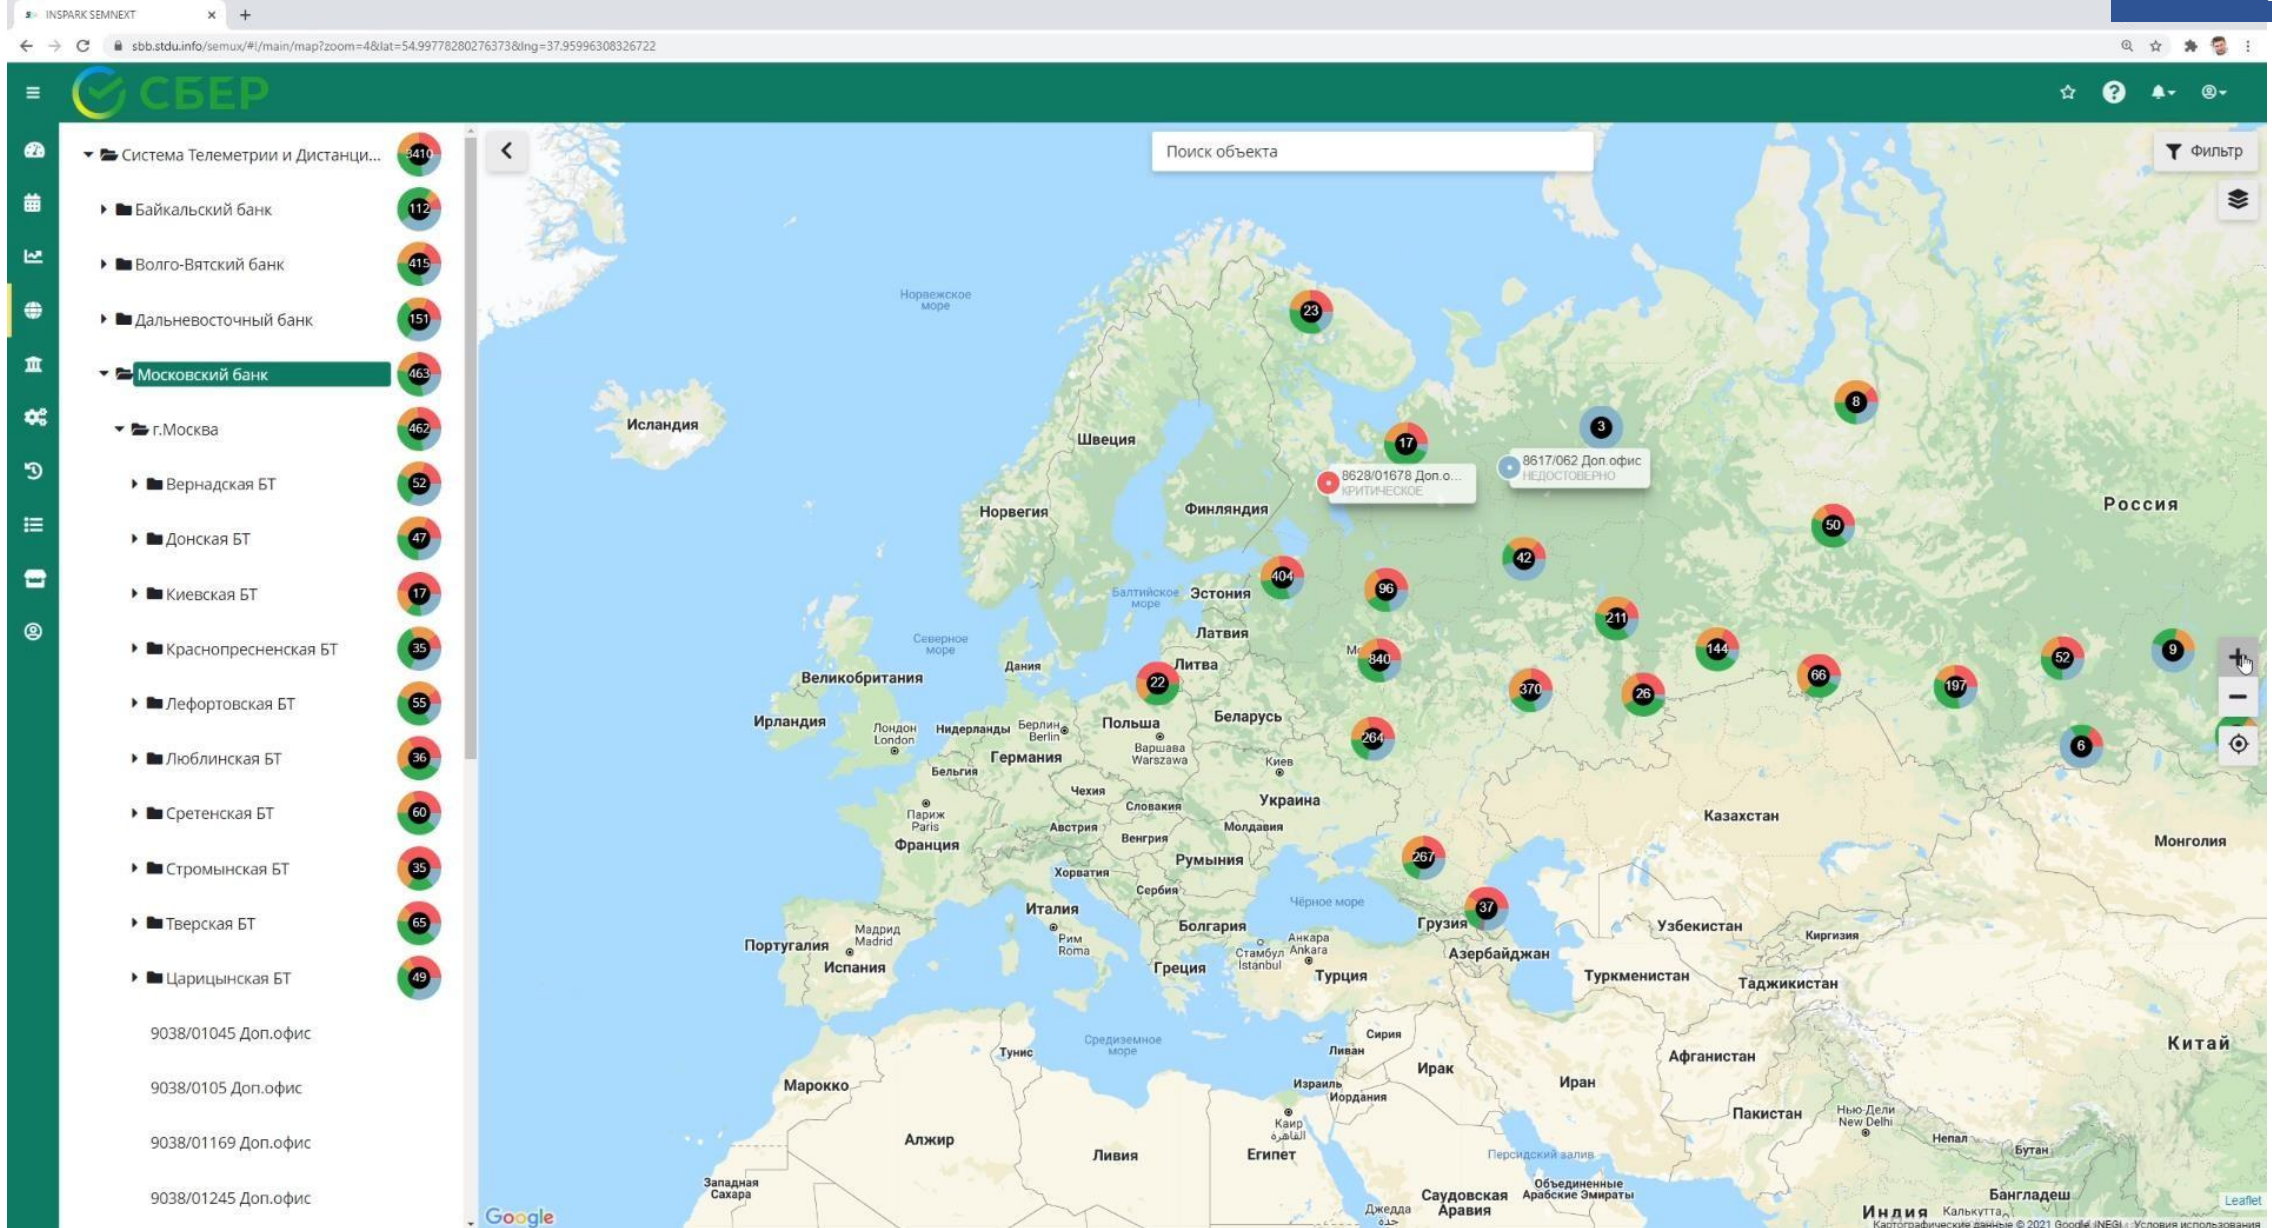 INSPARK SEMNEXT
sbb.stdu.info/semux/#!/main/map?zoom=4&lat=54.99778280276373&lng=37.95996308326722
СБЕР
Система Телеметрии и Дистанци...
3410
Байкальский банк
112
Волго-Вятский банк
415
Дальневосточный банк
151
Московский банк
463
г.Москва
462
Вернадская БТ
52
Донская БТ
47
Киевская БТ
17
Краснопресненская БТ
35
Лефортовская БТ
55
Люблинская БТ
36
Сретенская БТ
60
Стромынская БТ
35
Тверская БТ
65
Царицынская БТ
49
9038/01045 Доп.офис
9038/0105 Доп.офис
9038/01169 Доп.офис
9038/01245 Доп.офис
Поиск объекта
Фильтр
Норвежское
море
23
8
Исландия
Швеция
17
3
8628/01678 Доп.о...
КРИТИЧЕСКОЕ
8617/062 Доп.офис
НЕДОСТОВЕРНО
Норвегия
Финляндия
Россия
50
42
404
96
Балтийское
море
Эстония
211
Латвия
Северное
море
Дания
Литва
840
144
52
9
Великобритания
22
370
26
66
197
Ирландия
Лондон
London
Нидерланды
Берлин
Berlin
Польша
Беларусь
264
6
Варшава
Warszawa
Германия
Бельгия
Киев
Чехия
Словакия
Украина
Казахстан
Париж
Paris
Франция
Австрия
Венгрия
Молдавия
Монголия
Румыния
267
Хорватия
Сербия
Италия
Чёрное море
37
Рим
Roma
Болгария
Грузия
Узбекистан
Киргизия
Мадрид
Madrid
Португалия
Испания
Стамбул
İstanbul
Анкара
Ankara
Азербайджан
Греция
Турция
Туркменистан
Таджикистан
Средиземное
море
Тунис
Сирия
Ливан
Ирак
Афганистан
Китай
Марокко
Израиль
Иордания
Иран
Пакистан
Нью-Дели
New Delhi
Каир
القاهرة
Алжир
Ливия
Египет
Персидский залив
Непал
Бутан
Западная
Сахара
Саудовская
Аравия
Объединенные
Арабские Эмираты
Бангладеш
Джедда
جدة
Индия
Калькутта
Leaflet
Google
Картографические данные © 2021 Google, INEGI
Условия использования